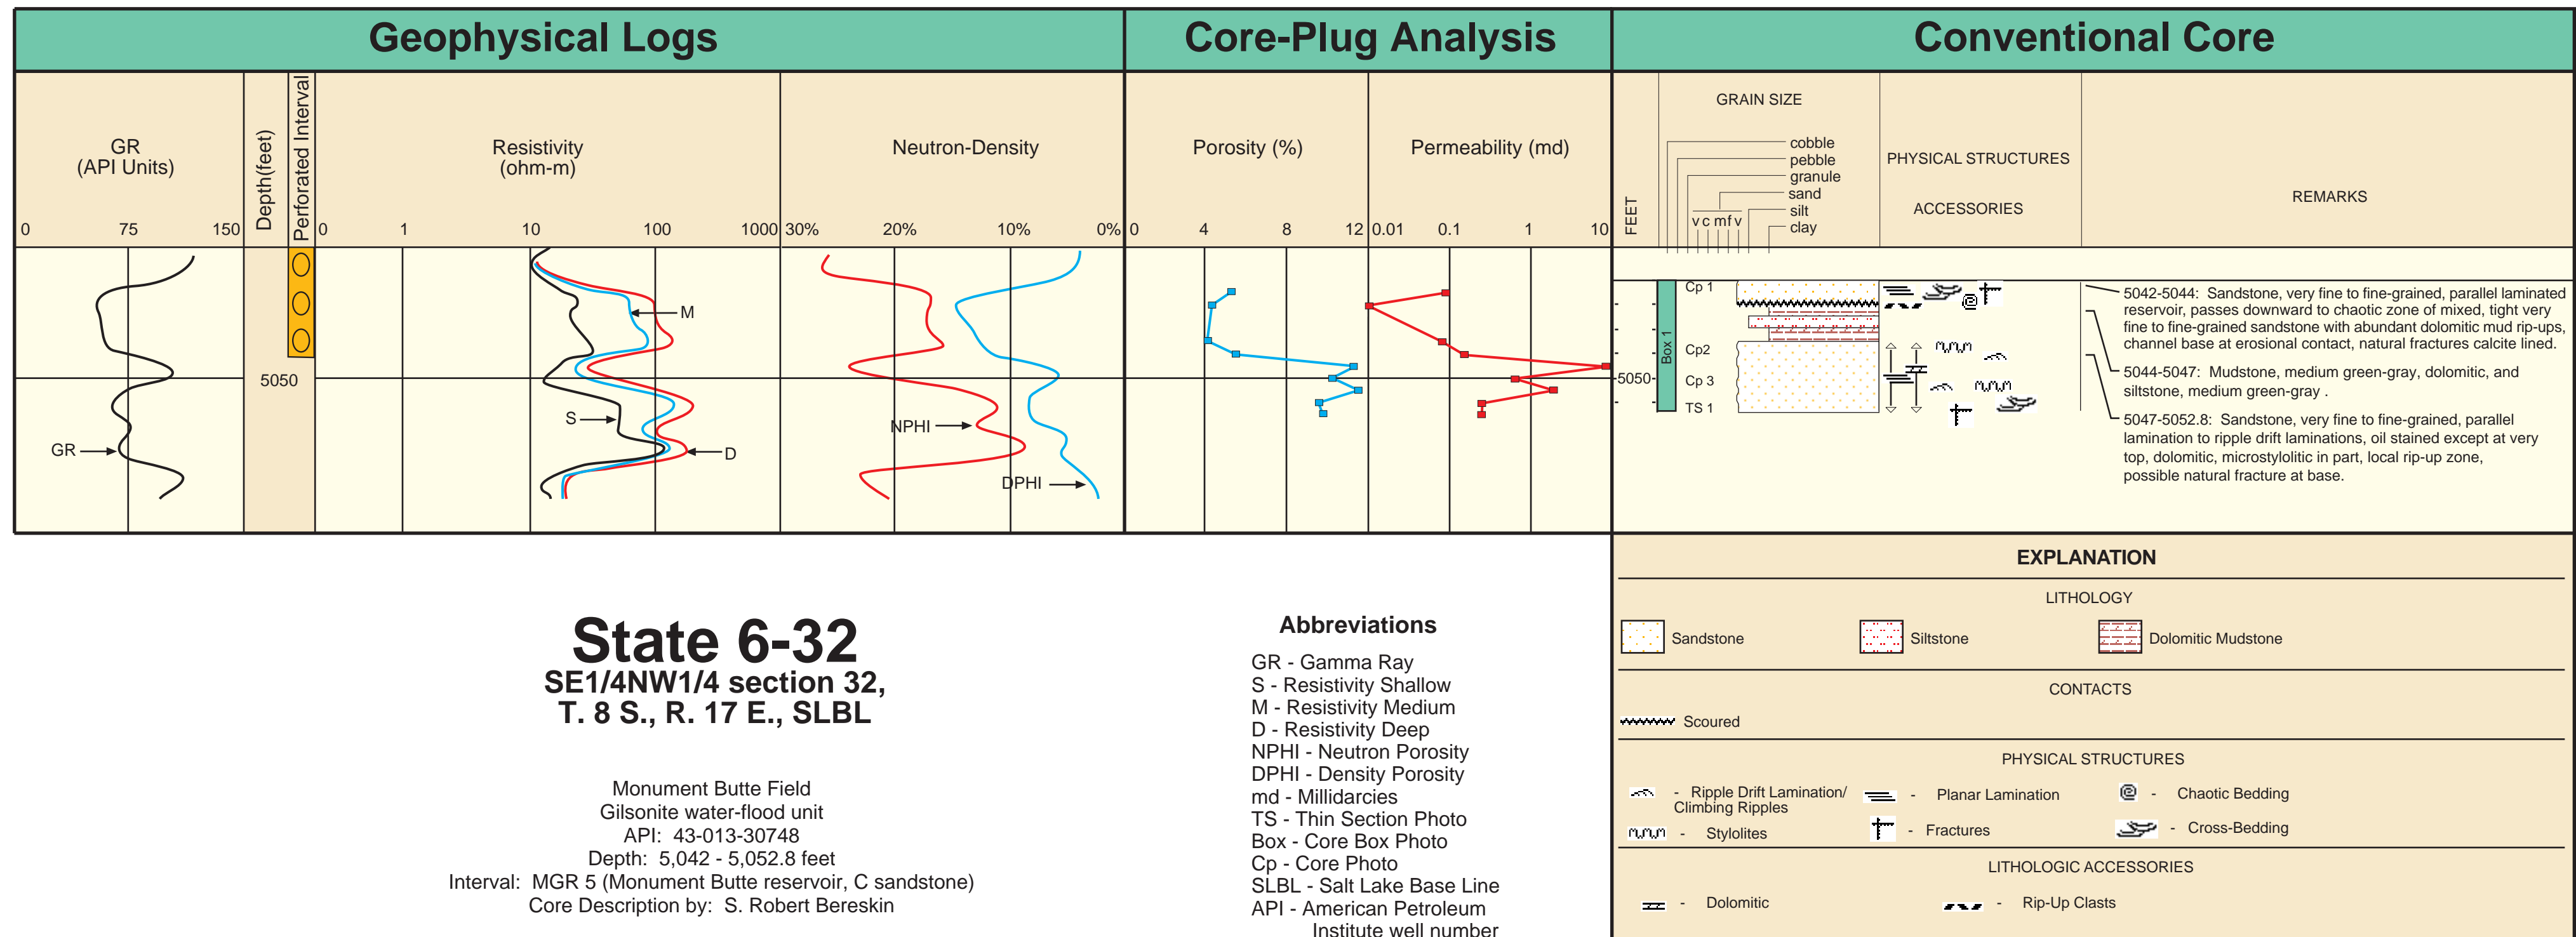 Geophysical Logs
Core-Plug Analysis
Conventional Core
GR
(API Units)
0 75 150
Depth(feet)
Perforated Interval
Resistivity
(ohm-m)
0 1 10 100 1000
Neutron-Density
30% 20% 10% 0%
Porosity (%)
0 4 8 12
Permeability (md)
0.01 0.1 1 10
FEET
GRAIN SIZE
cobble
pebble
granule
sand
silt
clay
v c m f v
PHYSICAL STRUCTURES
ACCESSORIES
REMARKS
GR
5050
M
S
D
NPHI
DPHI
5050
Box 1
Cp 1
Cp2
Cp 3
TS 1
5042-5044: Sandstone, very fine to fine-grained, parallel laminated
reservoir, passes downward to chaotic zone of mixed, tight very
fine to fine-grained sandstone with abundant dolomitic mud rip-ups,
channel base at erosional contact, natural fractures calcite lined.
5044-5047: Mudstone, medium green-gray, dolomitic, and
siltstone, medium green-gray .
5047-5052.8: Sandstone, very fine to fine-grained, parallel
lamination to ripple drift laminations, oil stained except at very
top, dolomitic, microstylolitic in part, local rip-up zone,
possible natural fracture at base.
State 6-32
SE1/4NW1/4 section 32,
T. 8 S., R. 17 E., SLBL
Monument Butte Field
Gilsonite water-flood unit
API: 43-013-30748
Depth: 5,042 - 5,052.8 feet
Interval: MGR 5 (Monument Butte reservoir, C sandstone)
Core Description by: S. Robert Bereskin
Abbreviations
GR - Gamma Ray
S - Resistivity Shallow
M - Resistivity Medium
D - Resistivity Deep
NPHI - Neutron Porosity
DPHI - Density Porosity
md - Millidarcies
TS - Thin Section Photo
Box - Core Box Photo
Cp - Core Photo
SLBL - Salt Lake Base Line
API - American Petroleum
Institute well number
EXPLANATION
LITHOLOGY
Sandstone
Siltstone
Dolomitic Mudstone
CONTACTS
Scoured
PHYSICAL STRUCTURES
- Ripple Drift Lamination/
Climbing Ripples
- Planar Lamination
- Chaotic Bedding
- Stylolites
- Fractures
- Cross-Bedding
LITHOLOGIC ACCESSORIES
- Dolomitic
- Rip-Up Clasts